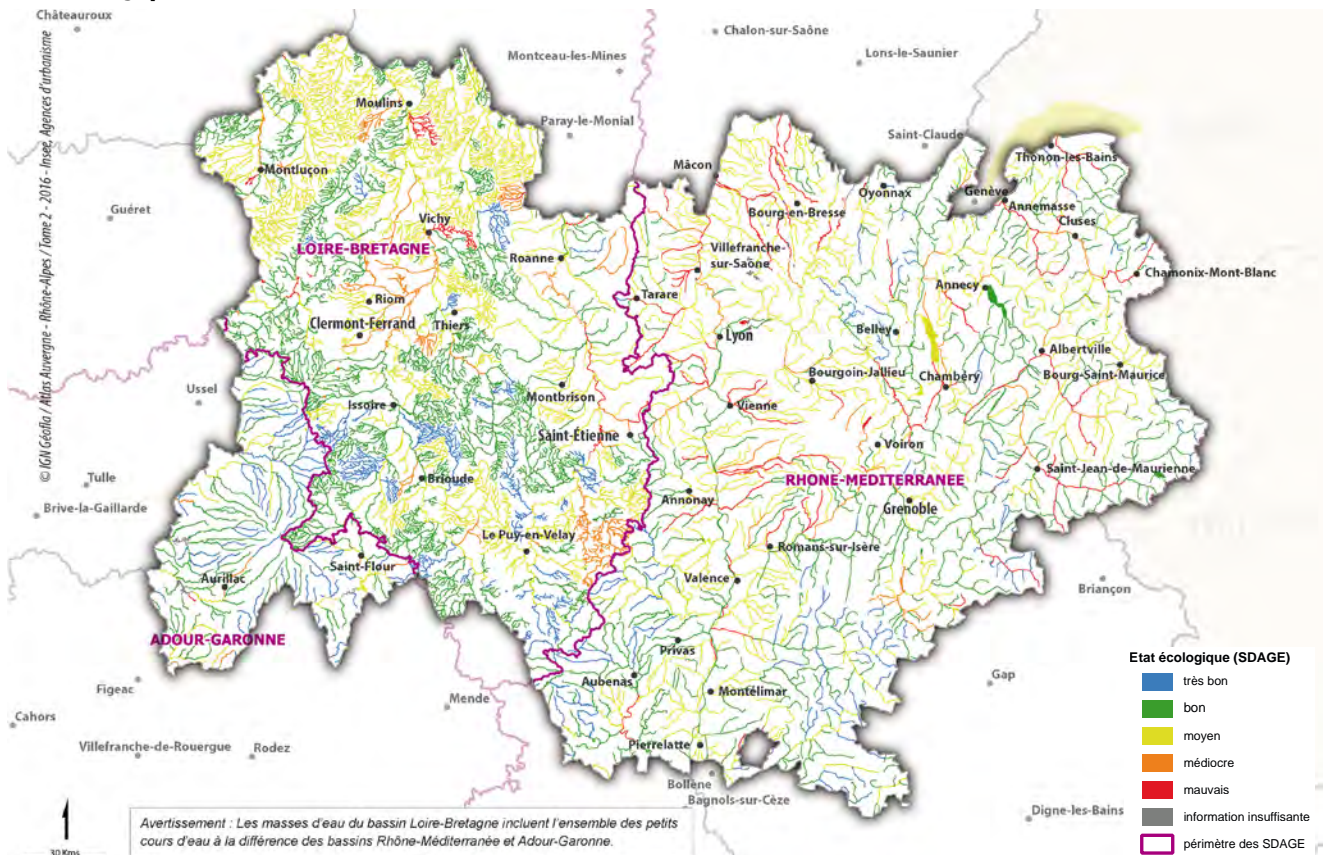 Châteauroux
Chalon-sur-Saône
Montceau-les-Mines
Lons-le-Saunier
Moulins
Paray-le-Monial
Saint-Claude
Thonon-les-Bains
Mâcon
Montluçon
Oyonnax
Genève
Annemasse
Guéret
Bourg-en-Bresse
Cluses
Vichy
LOIRE-BRETAGNE
Roanne
Villefranche-
sur-Saône
Chamonix-Mont-Blanc
Annecy
Riom
Tarare
Thiers
Clermont-Ferrand
Lyon
Belley
Albertville
Ussel
Bourgoin-Jallieu
Chambéry
Bourg-Saint-Maurice
Issoire
Montbrison
Vienne
Saint-Étienne
Voiron
Tulle
Brioude
RHONE-MEDITERRANEE
Saint-Jean-de-Maurienne
Annonay
Grenoble
Brive-la-Gaillarde
Le Puy-en-Velay
Romans-sur-Isère
Saint-Flour
Valence
Aurillac
Briançon
ADOUR-GARONNE
Privas
Figeac
Aubenas
Montélimar
Gap
Mende
Cahors
Villefranche-de-Rouergue
Rodez
Pierrelatte
Bollène
Bagnols-sur-Cèze
Digne-les-Bains
© IGN Géofla / Atlas Auvergne - Rhône-Alpes / Tome 2 - 2016 - Insee, Agences d'urbanisme
30 Kms
Avertissement : Les masses d'eau du bassin Loire-Bretagne incluent l'ensemble des petits
cours d'eau à la différence des bassins Rhône-Méditerranée et Adour-Garonne.
Etat écologique (SDAGE)
très bon
bon
moyen
médiocre
mauvais
information insuffisante
périmètre des SDAGE